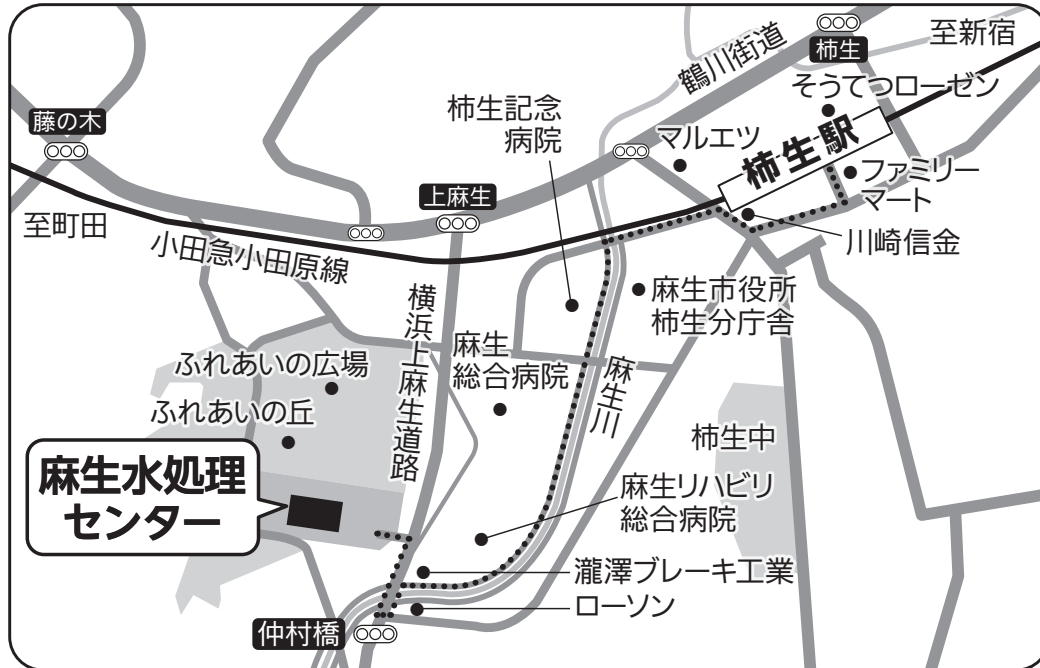 至新宿
柿生
そうてつローゼン
鶴川街道
柿生記念
病院
マルエツ
柿生駅
ファミリー
マート
川崎信金
藤の木
上麻生
至町田
小田急小田原線
麻生市役所
柿生分庁舎
横浜上麻生道路
麻生
総合病院
麻生川
ふれあいの広場
ふれあいの丘
柿生中
麻生水処理
センター
麻生リハビリ
総合病院
瀧澤ブレーキ工業
ローソン
仲村橋